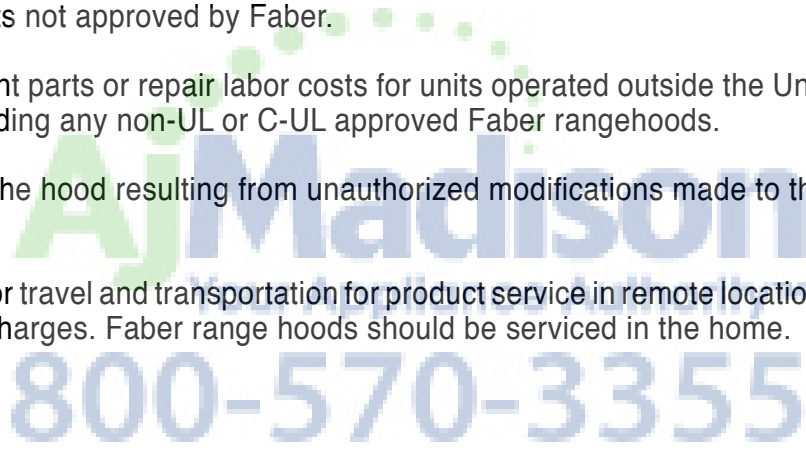 ts not approved by Faber.
nt parts or repair labor costs for units operated outside the Un
ding any non-UL or C-UL approved Faber rangehoods.
he hood resulting from unauthorized modifications made to th
AjMadison
Your Appliance Authority
or travel and transportation for product service in remote locatio
harges. Faber range hoods should be serviced in the home.
800-570-3355